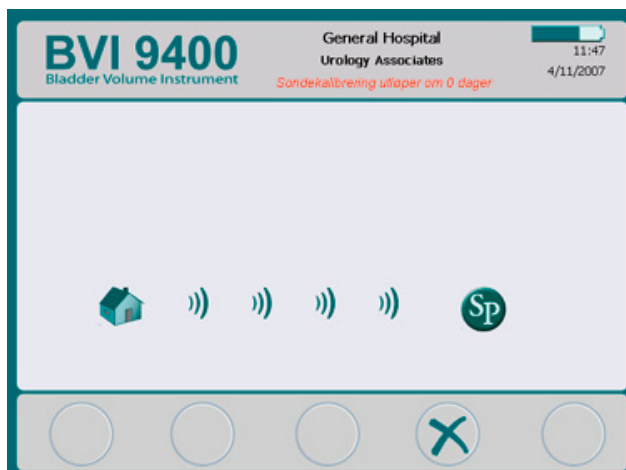 BVI 9400
Bladder Volume Instrument
General Hospital
Urology Associates
Sondekalibrering utløper om 0 dager
11:47
4/11/2007
SP